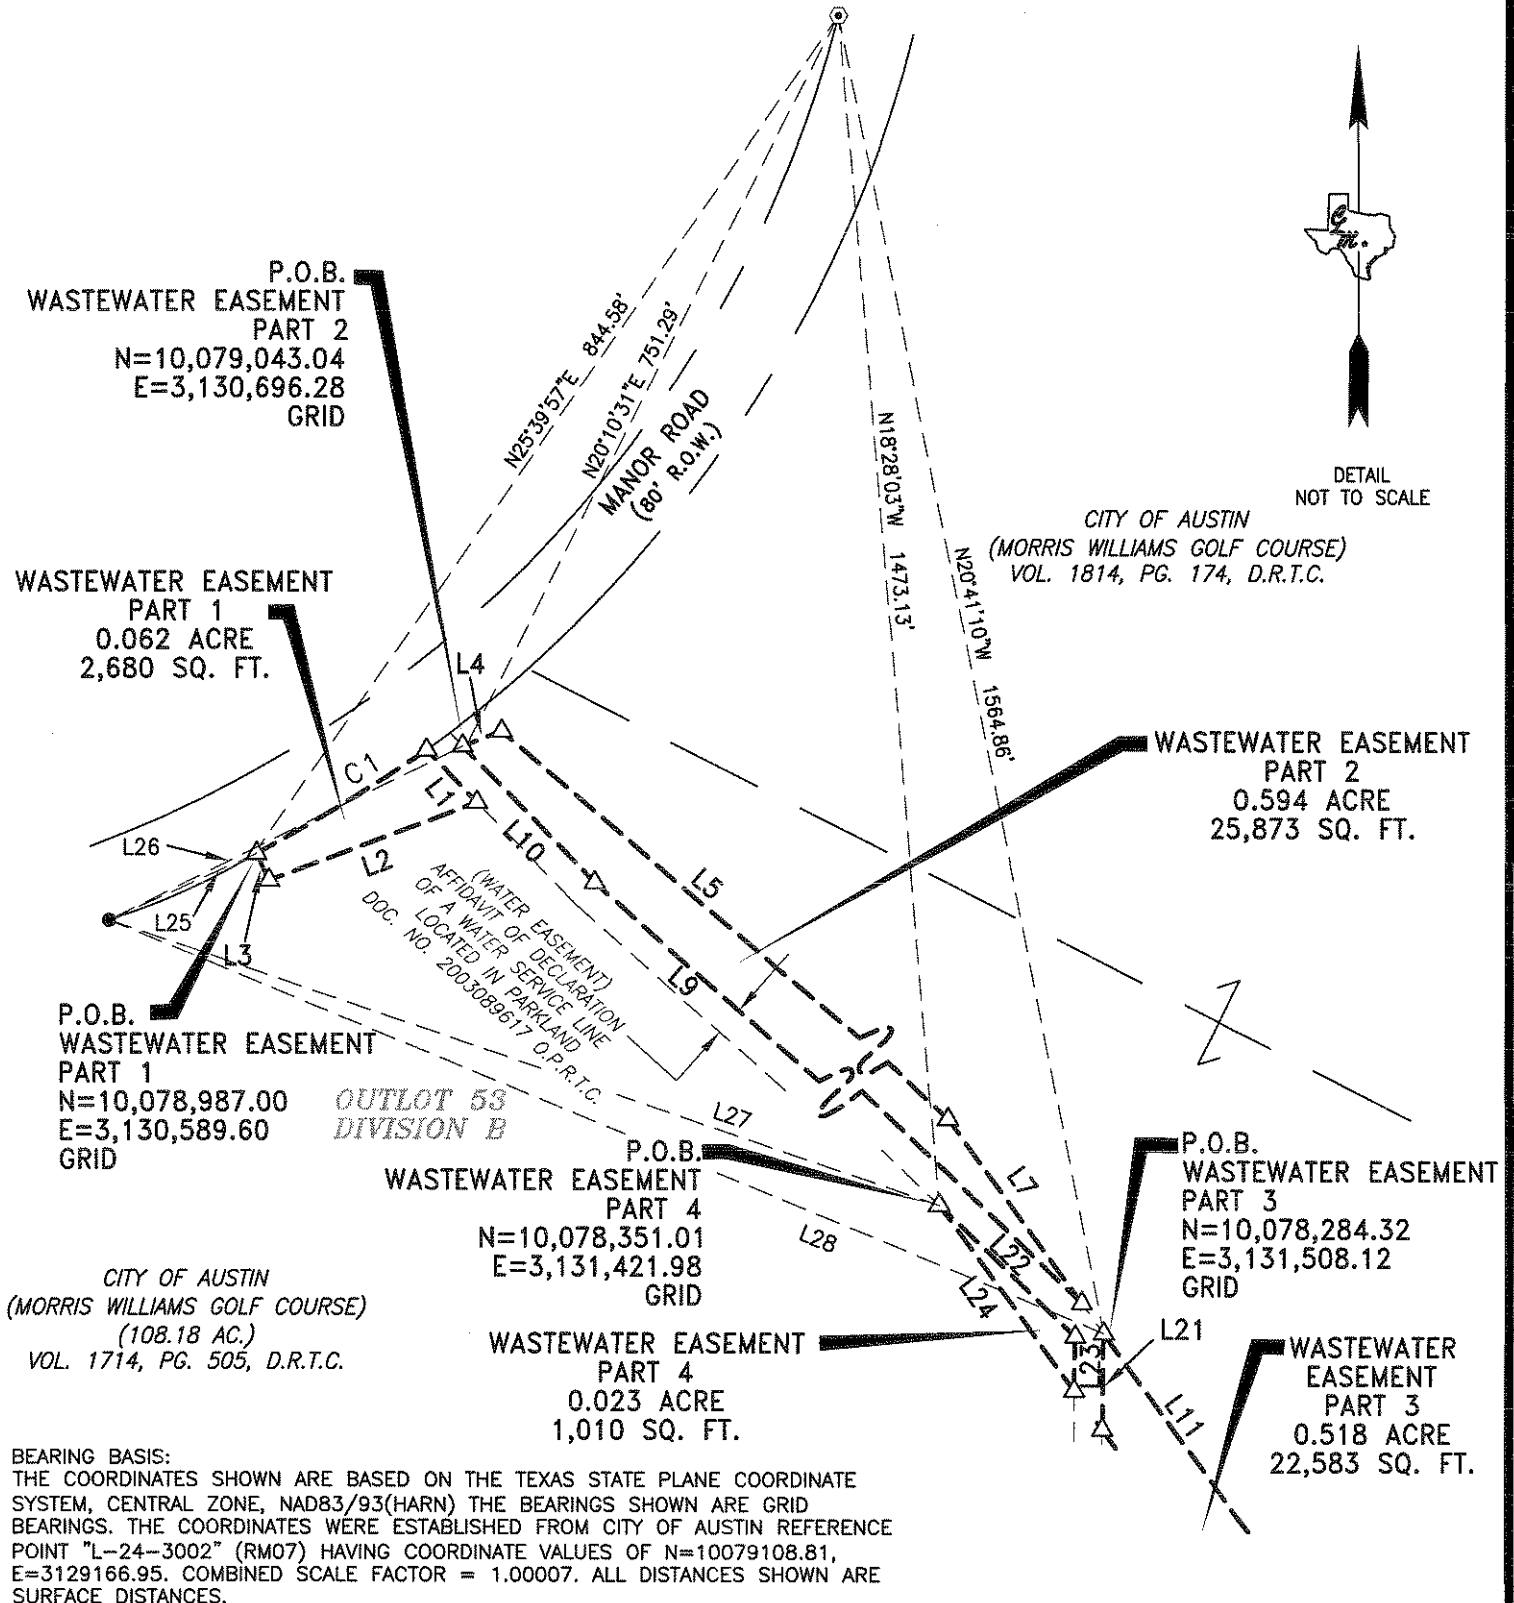 P.O.B.
WASTEWATER EASEMENT
PART 2
N=10,079,043.04
E=3,130,696.28
GRID
N25°39'57"E 844.58'
N20°10'31"E 751.29'
MANOR ROAD
(80' R.O.W.)
N18°28'03"W 1473.13'
N20°41'10"W 1564.86'
DETAIL
NOT TO SCALE
CITY OF AUSTIN
(MORRIS WILLIAMS GOLF COURSE)
VOL. 1814, PG. 174, D.R.T.C.
WASTEWATER EASEMENT
PART 1
0.062 ACRE
2,680 SQ. FT.
L4
C1
L1
L2
L10
L26
L25
L3
L5
L9
WASTEWATER EASEMENT
PART 2
0.594 ACRE
25,873 SQ. FT.
(WATER EASEMENT)
AFFIDAVIT OF DECLARATION
OF A WATER SERVICE LINE
LOCATED IN PARKLAND
DOC. NO. 2003089617 O.P.R.T.C.
P.O.B.
WASTEWATER EASEMENT
PART 1
N=10,078,987.00
E=3,130,589.60
GRID
OUTLOT 53
DIVISION B
L27
L28
L7
P.O.B.
WASTEWATER EASEMENT
PART 4
N=10,078,351.01
E=3,131,421.98
GRID
P.O.B.
WASTEWATER EASEMENT
PART 3
N=10,078,284.32
E=3,131,508.12
GRID
L22
L24
L23
L21
L11
CITY OF AUSTIN
(MORRIS WILLIAMS GOLF COURSE)
(108.18 AC.)
VOL. 1714, PG. 505, D.R.T.C.
WASTEWATER EASEMENT
PART 4
0.023 ACRE
1,010 SQ. FT.
WASTEWATER
EASEMENT
PART 3
0.518 ACRE
22,583 SQ. FT.
BEARING BASIS:
THE COORDINATES SHOWN ARE BASED ON THE TEXAS STATE PLANE COORDINATE
SYSTEM, CENTRAL ZONE, NAD83/93(HARN) THE BEARINGS SHOWN ARE GRID
BEARINGS. THE COORDINATES WERE ESTABLISHED FROM CITY OF AUSTIN REFERENCE
POINT "L-24-3002" (RM07) HAVING COORDINATE VALUES OF N=10079108.81,
E=3129166.95. COMBINED SCALE FACTOR = 1.00007. ALL DISTANCES SHOWN ARE
SURFACE DISTANCES.